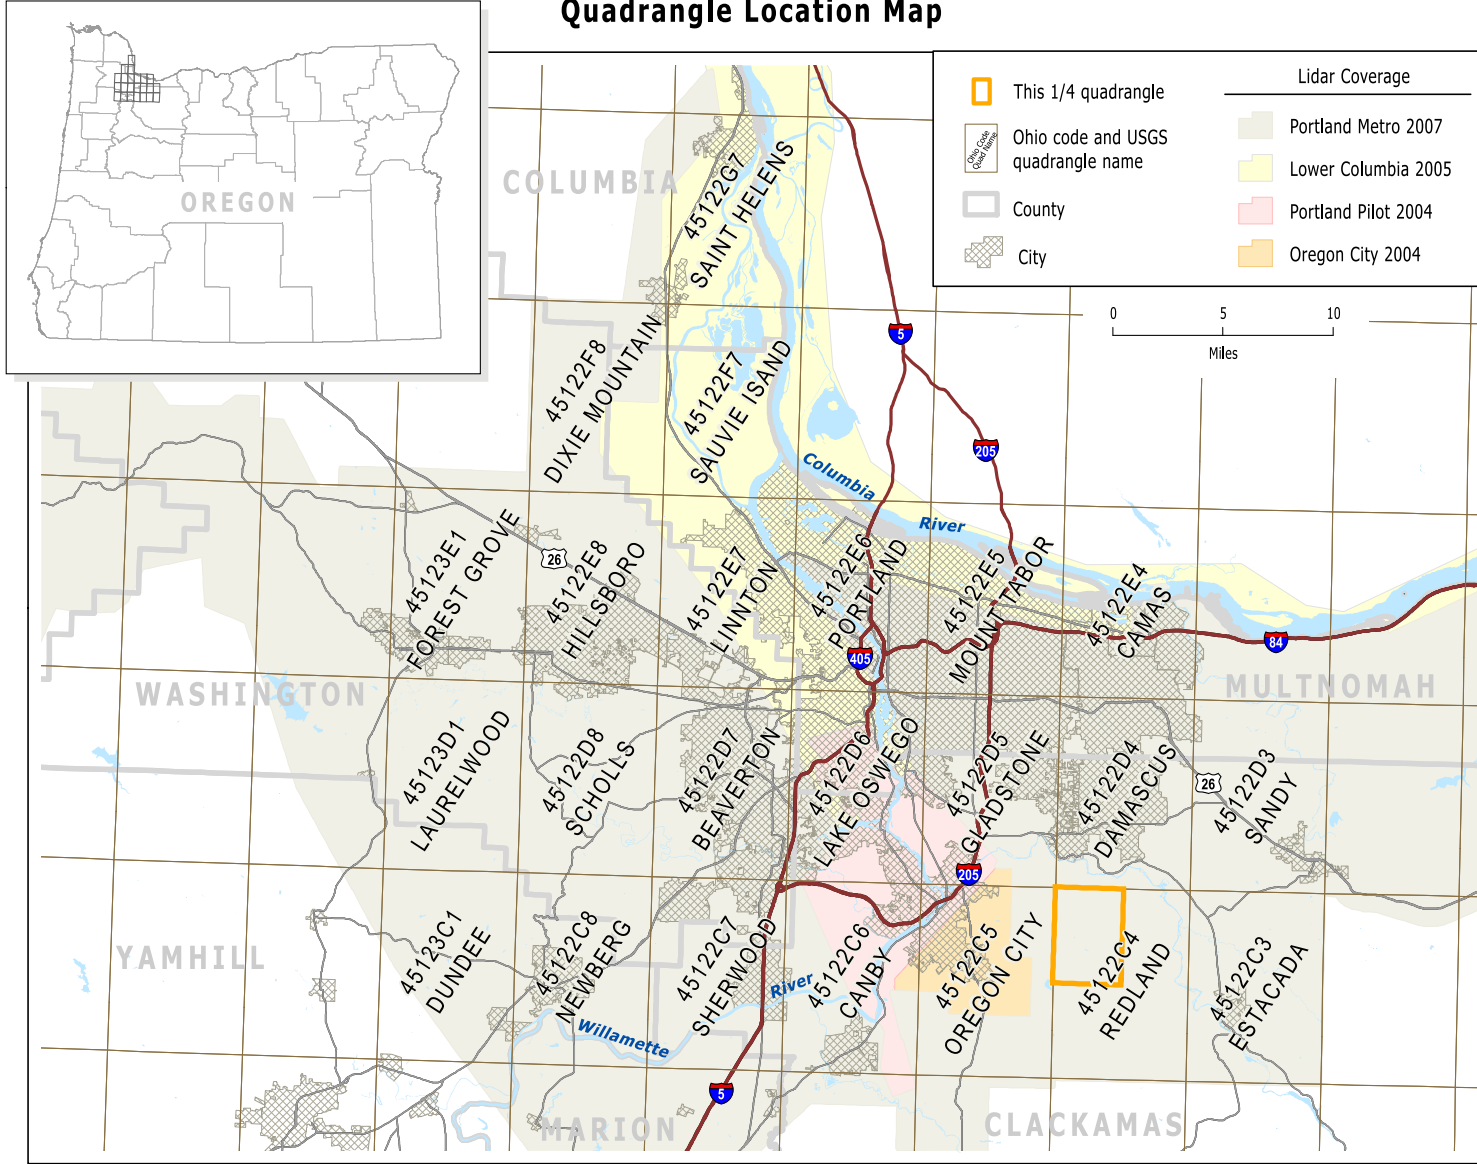 Quadrangle Location Map
OREGON
This 1/4 quadrangle
Ohio Code
Quad Name
Ohio code and USGS
quadrangle name
County
City
Lidar Coverage
Portland Metro 2007
Lower Columbia 2005
Portland Pilot 2004
Oregon City 2004
0 5 10
Miles
COLUMBIA
45122G7
SAINT HELENS
5
45122F8
DIXIE MOUNTAIN
45122F7
SAUVIE ISAND
205
Columbia
River
45123E1
FOREST GROVE
26
45122E8
HILLSBORO
45122E7
LINNTON
45122E6
PORTLAND
45122E5
MOUNT TABOR
45122E4
CAMAS
405
84
WASHINGTON
MULTNOMAH
45123D1
LAURELWOOD
45122D8
SCHOLLS
45122D7
BEAVERTON
45122D6
LAKE OSWEGO
45122D5
GLADSTONE
45122D4
DAMASCUS
26
45122D3
SANDY
205
YAMHILL
45123C1
DUNDEE
45122C8
NEWBERG
45122C7
SHERWOOD
45122C6
CANBY
45122C5
OREGON CITY
45122C4
REDLAND
45122C3
ESTACADA
River
Willamette
5
MARION
CLACKAMAS